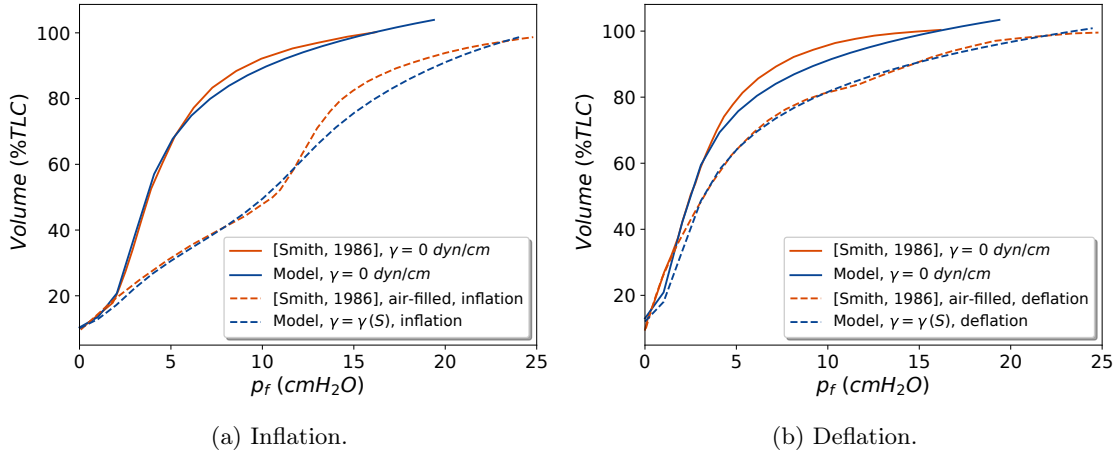 Volume (%TLC)
100
80
60
40
20
0
5
10
15
20
25
p_f (cmH₂O)
[Smith, 1986], γ = 0 dyn/cm
Model, γ = 0 dyn/cm
[Smith, 1986], air-filled, inflation
Model, γ = γ(S), inflation
(a) Inflation.
Volume (%TLC)
100
80
60
40
20
0
5
10
15
20
25
p_f (cmH₂O)
[Smith, 1986], γ = 0 dyn/cm
Model, γ = 0 dyn/cm
[Smith, 1986], air-filled, deflation
Model, γ = γ(S), deflation
(b) Deflation.